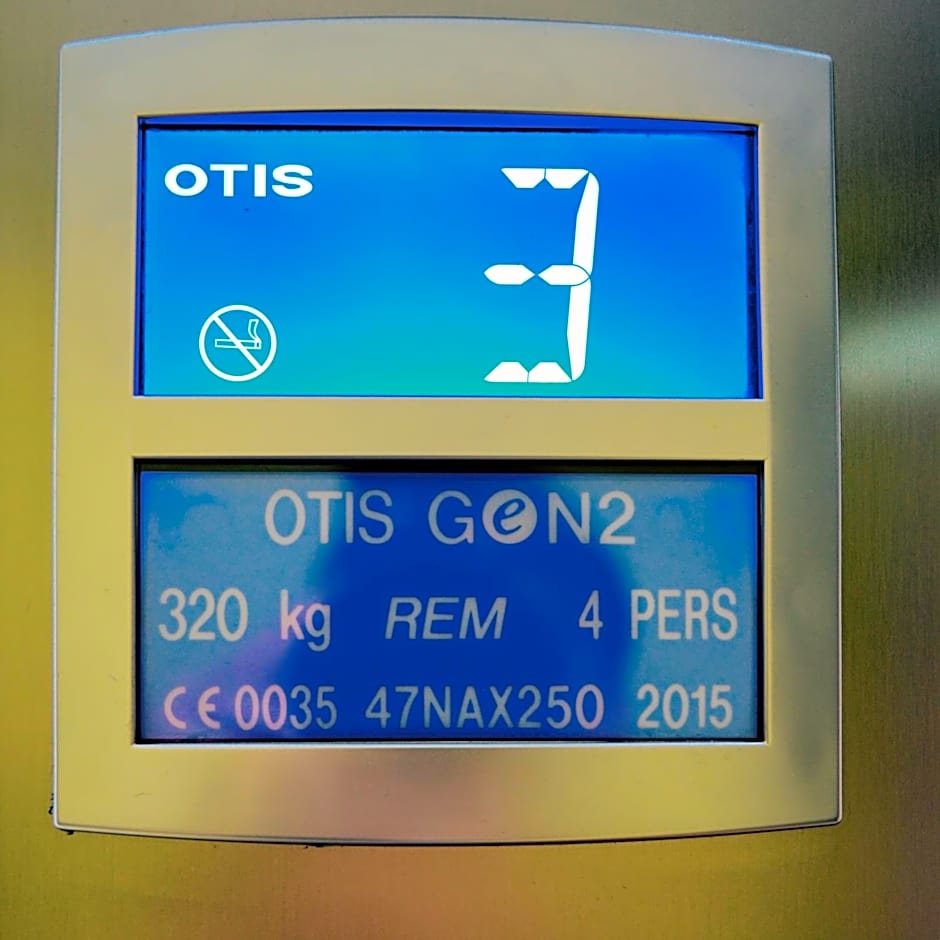 OTIS 3
OTIS GeN2
320 kg REM 4 PERS
CE 0035 47NAX250 2015